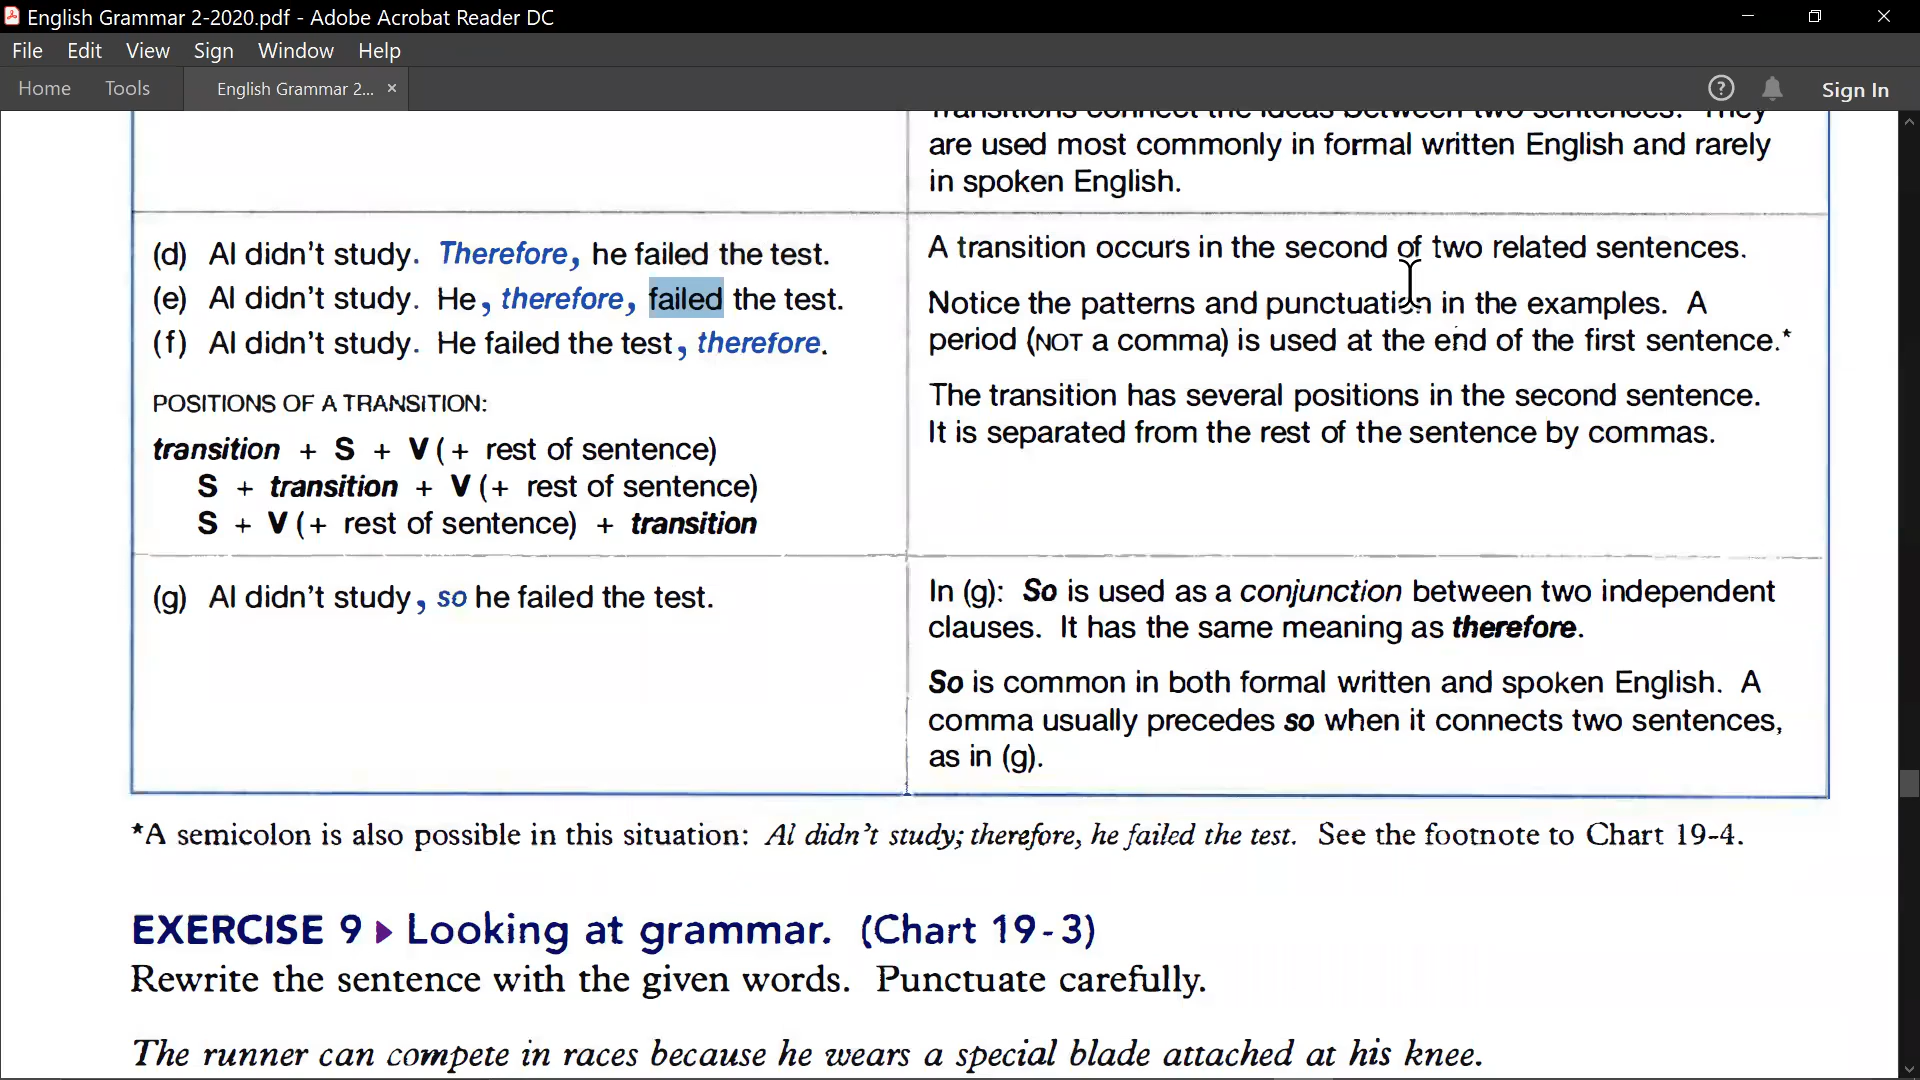 English Grammar 2-2020.pdf - Adobe Acrobat Reader DC
File Edit View Sign Window Help
Home Tools English Grammar 2... × ? Sign In
Transitions connect the ideas between two sentences. They
are used most commonly in formal written English and rarely
in spoken English.
(d) Al didn't study. Therefore, he failed the test.
(e) Al didn't study. He, therefore, failed the test.
(f) Al didn't study. He failed the test, therefore.
POSITIONS OF A TRANSITION:
transition + S + V (+ rest of sentence)
S + transition + V (+ rest of sentence)
S + V (+ rest of sentence) + transition
A transition occurs in the second of two related sentences.
Notice the patterns and punctuation in the examples. A
period (NOT a comma) is used at the end of the first sentence.*
The transition has several positions in the second sentence.
It is separated from the rest of the sentence by commas.
(g) Al didn't study, so he failed the test.
In (g): So is used as a conjunction between two independent
clauses. It has the same meaning as therefore.
So is common in both formal written and spoken English. A
comma usually precedes so when it connects two sentences,
as in (g).
*A semicolon is also possible in this situation: Al didn't study; therefore, he failed the test. See the footnote to Chart 19-4.
EXERCISE 9 ▶ Looking at grammar. (Chart 19-3)
Rewrite the sentence with the given words. Punctuate carefully.
The runner can compete in races because he wears a special blade attached at his knee.